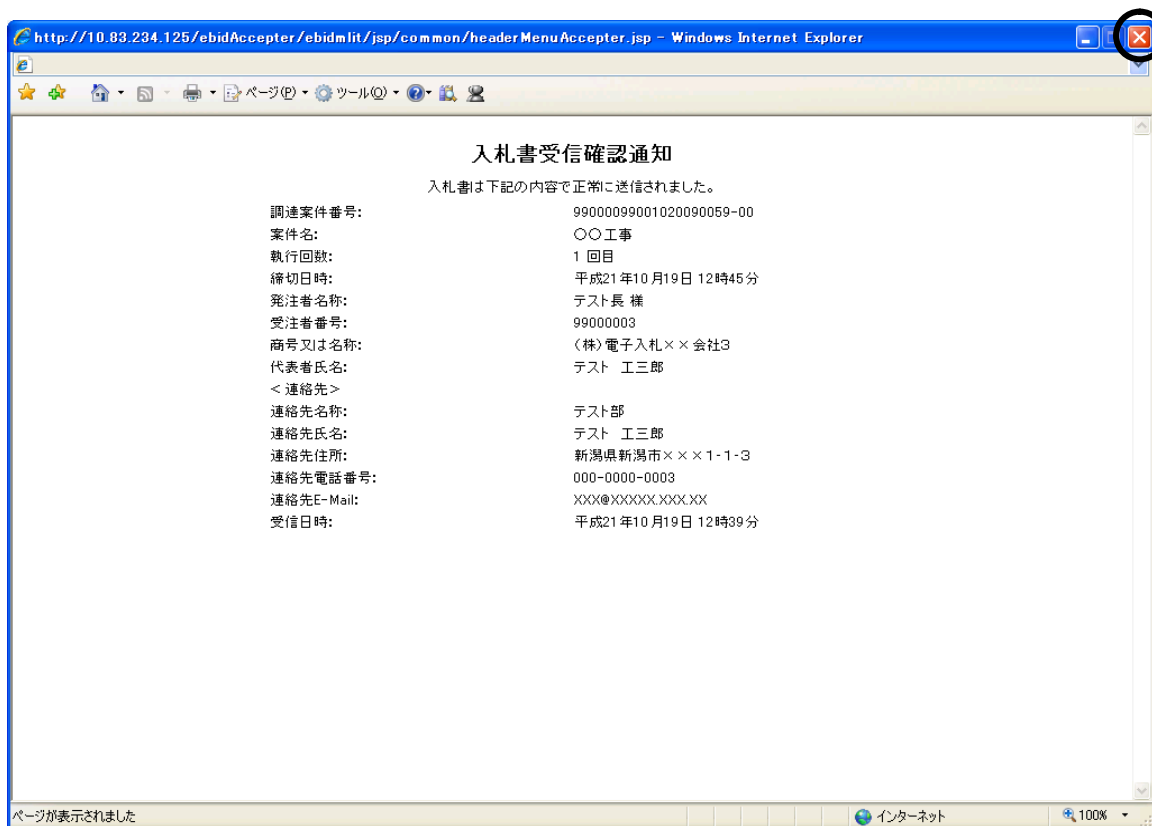 http://10.83.234.125/ebidAccepter/ebidmlit/jsp/common/headerMenuAccepter.jsp - Windows Internet Explorer
ページ(P) ツール(O)
入札書受信確認通知
入札書は下記の内容で正常に送信されました。
調達案件番号: 99000099001020090059-00
案件名: 〇〇工事
執行回数: 1 回目
締切日時: 平成21年10月19日 12時45分
発注者名称: テスト長 様
受注者番号: 99000003
商号又は名称: (株)電子入札××会社3
代表者氏名: テスト 工三郎
<連絡先>
連絡先名称: テスト部
連絡先氏名: テスト 工三郎
連絡先住所: 新潟県新潟市×××1-1-3
連絡先電話番号: 000-0000-0003
連絡先E-Mail: XXX@XXXXX.XXX.XX
受信日時: 平成21年10月19日 12時39分
ページが表示されました インターネット 100%